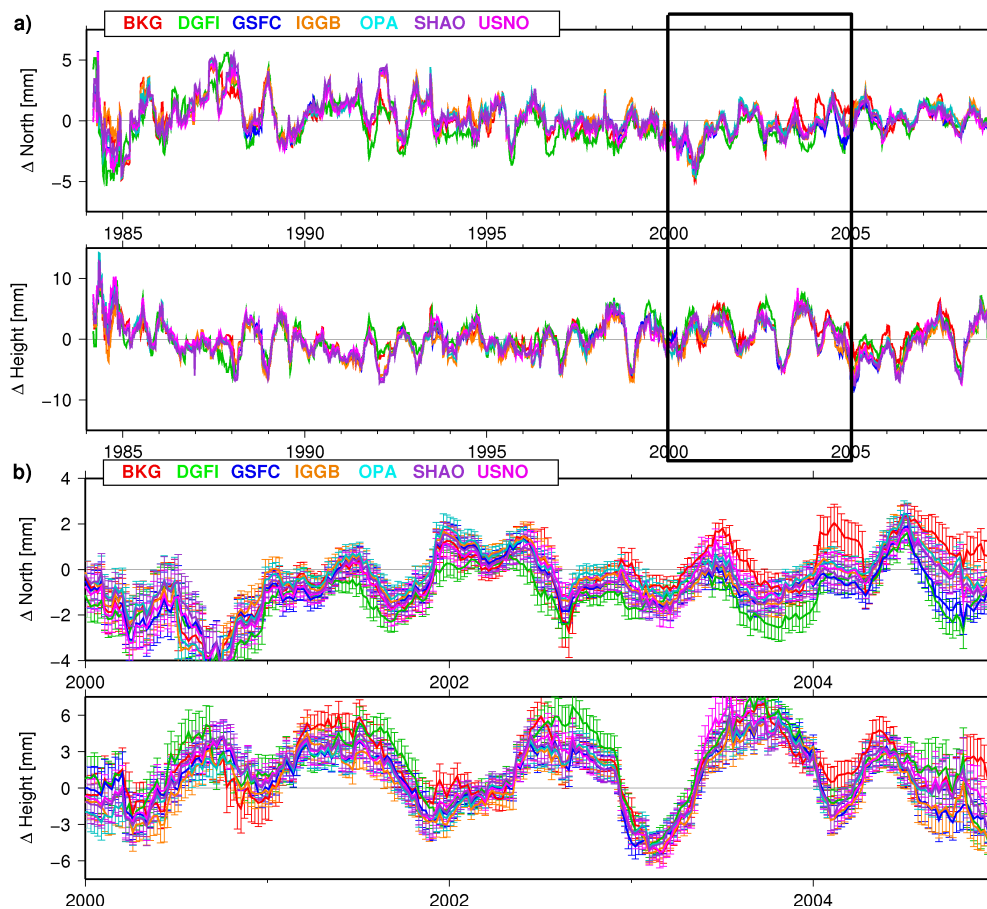 a)
BKG DGFI GSFC IGGB OPA SHAO USNO
Δ North [mm]
5
0
−5
1985 1990 1995 2000 2005
Δ Height [mm]
10
0
−10
1985 1990 1995 2000 2005
b)
BKG DGFI GSFC IGGB OPA SHAO USNO
Δ North [mm]
4
2
0
−2
−4
2000 2002 2004
Δ Height [mm]
6
3
0
−3
−6
2000 2002 2004